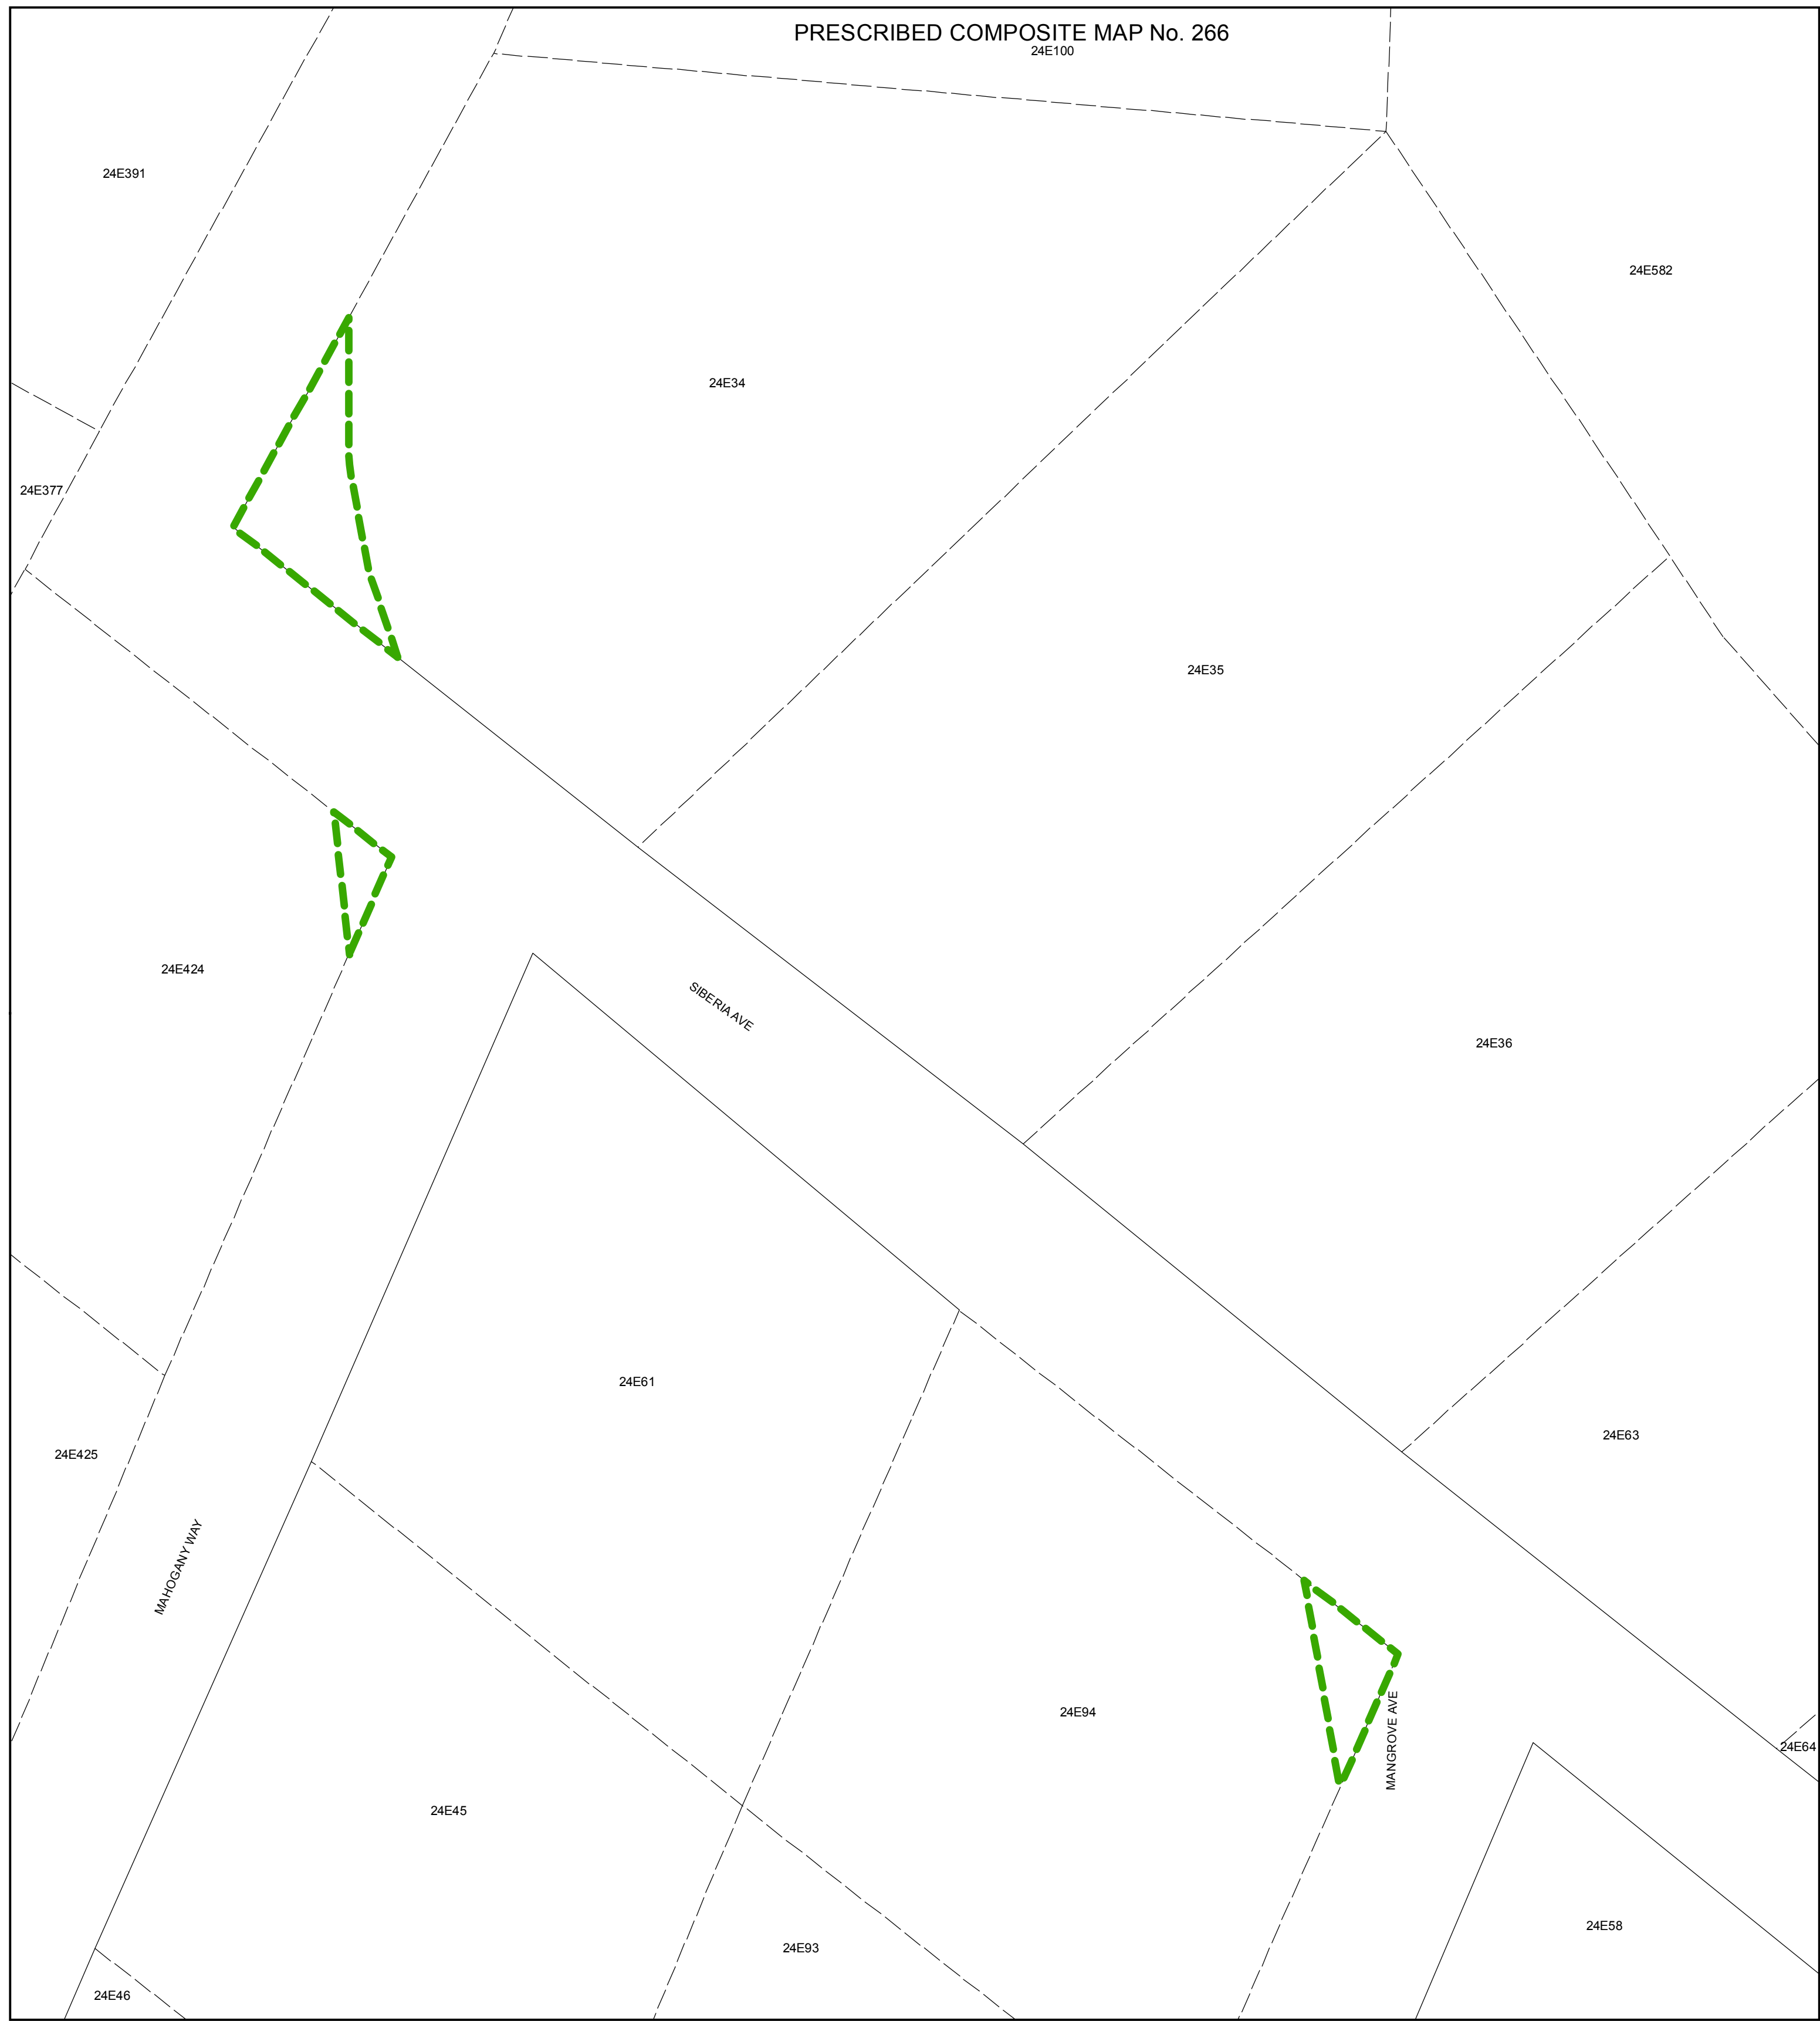 PRESCRIBED COMPOSITE MAP No. 266
24E100
24E391
24E582
24E34
24E377
24E35
24E424
SIBERIA AVE
24E36
24E61
24E63
24E425
MAHOGANY WAY
24E94
MANGROVE AVE
24E64
24E45
24E58
24E93
24E46